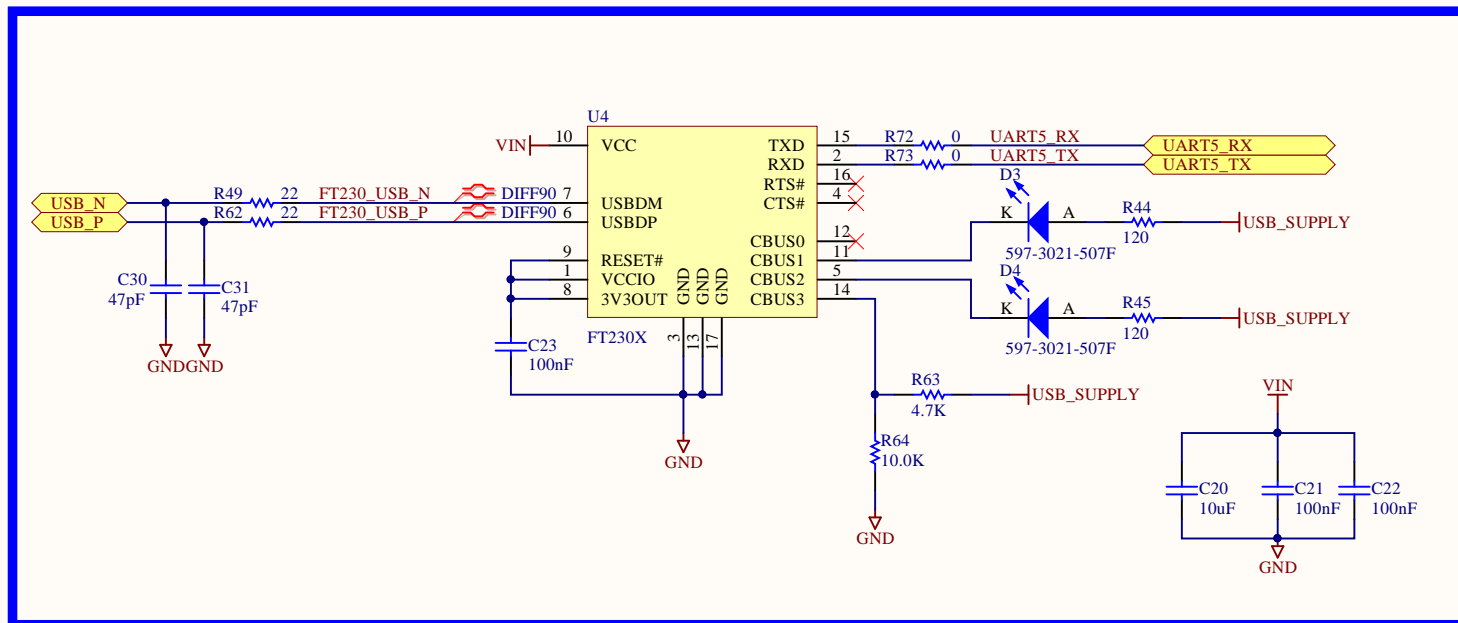 U4
VIN
10
VCC
TXD
15
R72
0
UART5_RX
UART5_RX
RXD
2
R73
0
UART5_TX
UART5_TX
RTS#
16
CTS#
4
USB_N
R49
22
FT230_USB_N
DIFF90
7
USBDM
USB_P
R62
22
FT230_USB_P
DIFF90
6
USBDP
D3
K
A
R44
120
USB_SUPPLY
597-3021-507F
CBUS0
12
CBUS1
11
CBUS2
5
CBUS3
14
9
RESET#
1
VCCIO
8
3V3OUT
GND
GND
GND
3
13
17
FT230X
C30
47pF
C31
47pF
GND
GND
C23
100nF
GND
D4
K
A
R45
120
USB_SUPPLY
597-3021-507F
R63
4.7K
USB_SUPPLY
R64
10.0K
GND
VIN
C20
10uF
C21
100nF
C22
100nF
GND